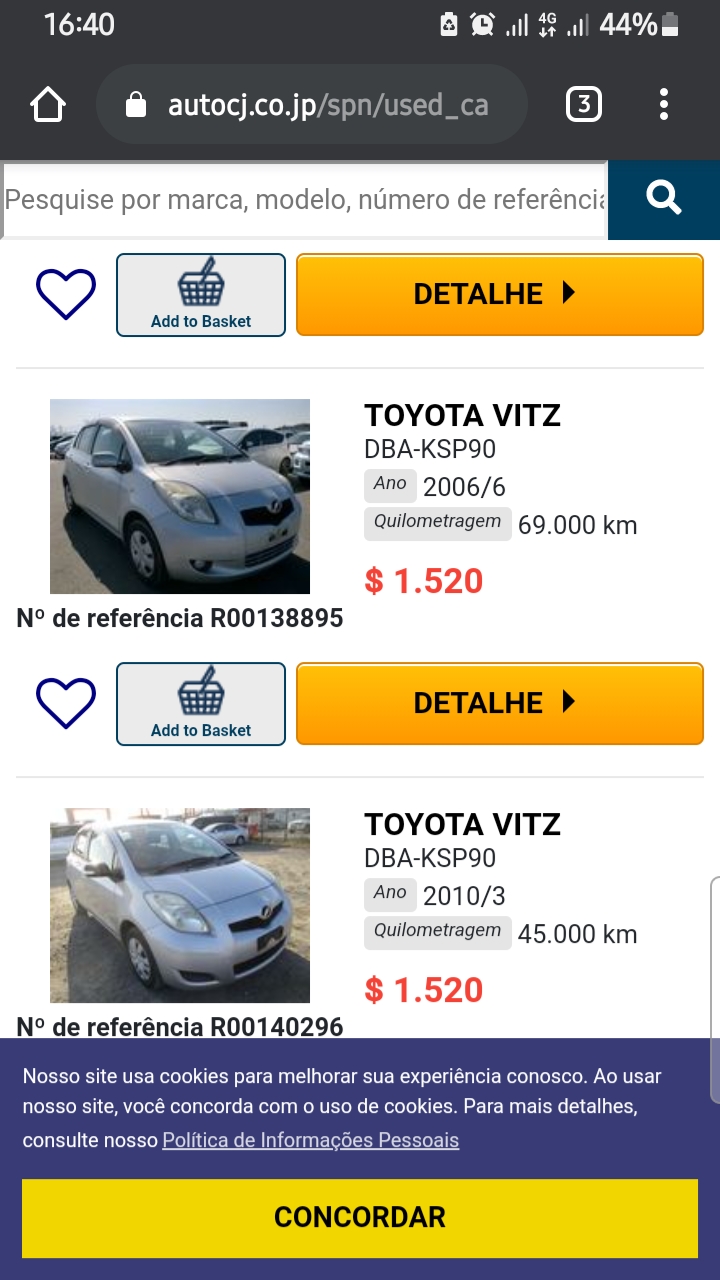 16:40
4G
44%
autocj.co.jp/spn/used_ca
3
Pesquise por marca, modelo, número de referência
Add to Basket
DETALHE
TOYOTA VITZ
DBA-KSP90
Ano 2006/6
Quilometragem 69.000 km
$ 1.520
Nº de referência R00138895
Add to Basket
DETALHE
TOYOTA VITZ
DBA-KSP90
Ano 2010/3
Quilometragem 45.000 km
$ 1.520
Nº de referência R00140296
Nosso site usa cookies para melhorar sua experiência conosco. Ao usar
nosso site, você concorda com o uso de cookies. Para mais detalhes,
consulte nosso Política de Informações Pessoais
CONCORDAR